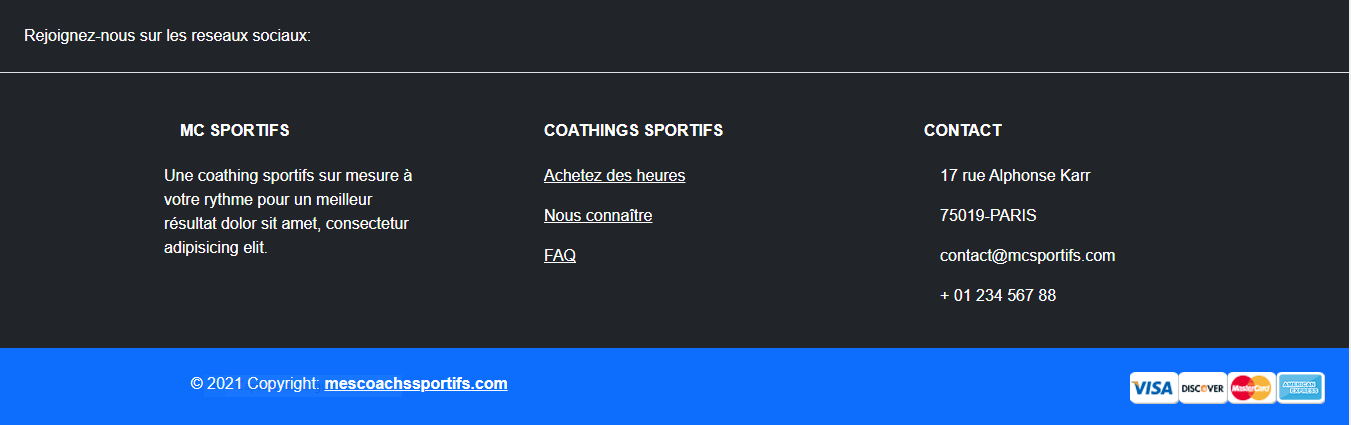 Rejoignez-nous sur les reseaux sociaux:
MC SPORTIFS
Une coathing sportifs sur mesure à
votre rythme pour un meilleur
résultat dolor sit amet, consectetur
adipisicing elit.
COATHINGS SPORTIFS
Achetez des heures
Nous connaître
FAQ
CONTACT
17 rue Alphonse Karr
75019-PARIS
contact@mcsportifs.com
+ 01 234 567 88
© 2021 Copyright: mescoachssportifs.com
VISA DISCOVER MasterCard AMERICAN EXPRESS